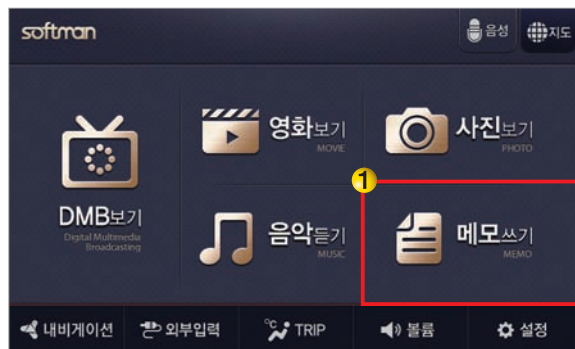 softman
음성
지도
영화보기
MOVIE
사진보기
PHOTO
1
DMB보기
Digital Multimedia
Broadcasting
음악듣기
MUSIC
메모쓰기
MEMO
내비게이션
외부입력
°C TRIP
볼륨
설정